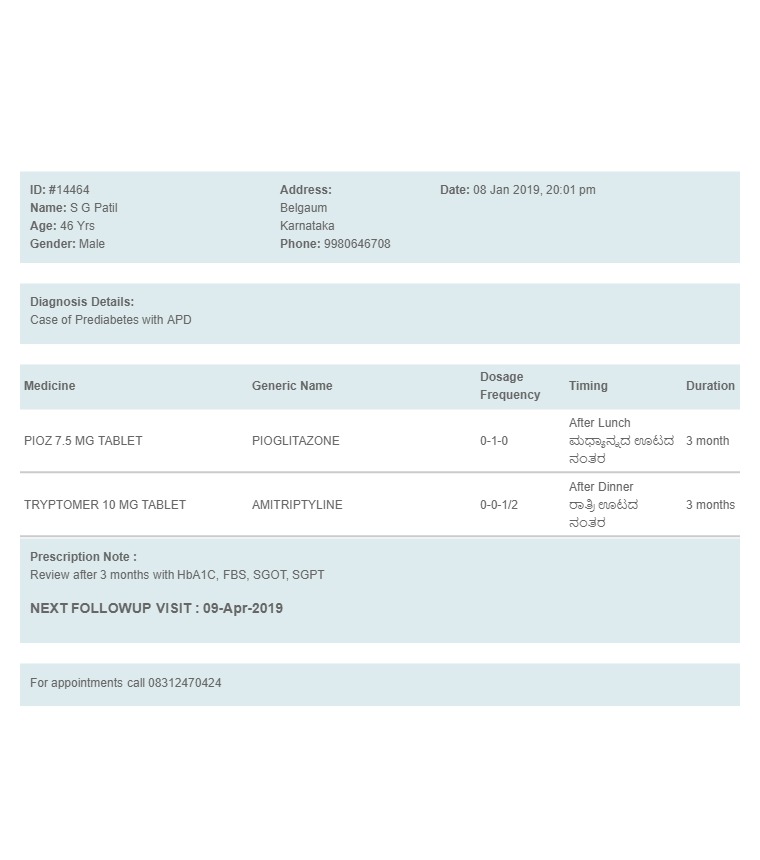 ID: #14464
Name: S G Patil
Age: 46 Yrs
Gender: Male
Address:
Belgaum
Karnataka
Phone: 9980646708
Date: 08 Jan 2019, 20:01 pm
Diagnosis Details:
Case of Prediabetes with APD
Medicine Generic Name Dosage Frequency Timing Duration
PIOZ 7.5 MG TABLET PIOGLITAZONE 0-1-0 After Lunch 3 month
ಮಧ್ಯಾನ್ನದ ಊಟದ
ನಂತರ
TRYPTOMER 10 MG TABLET AMITRIPTYLINE 0-0-1/2 After Dinner 3 months
ರಾತ್ರಿ ಊಟದ
ನಂತರ
Prescription Note :
Review after 3 months with HbA1C, FBS, SGOT, SGPT
NEXT FOLLOWUP VISIT : 09-Apr-2019
For appointments call 08312470424